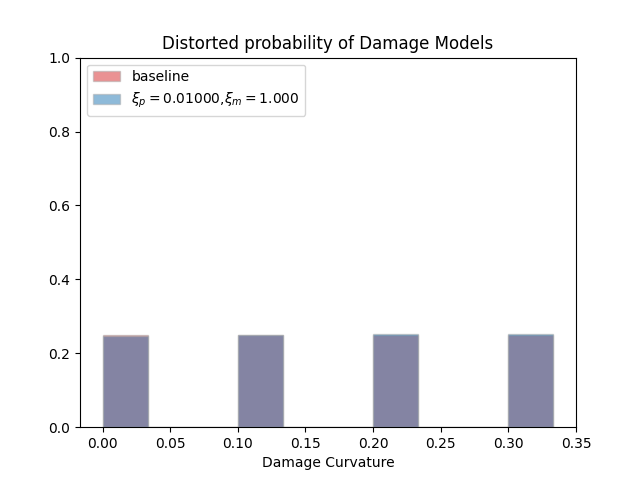 Distorted probability of Damage Models
1.0
0.8
0.6
0.4
0.2
0.0
baseline
ξ_p = 0.01000,ξ_m = 1.000
0.00 0.05 0.10 0.15 0.20 0.25 0.30 0.35
Damage Curvature